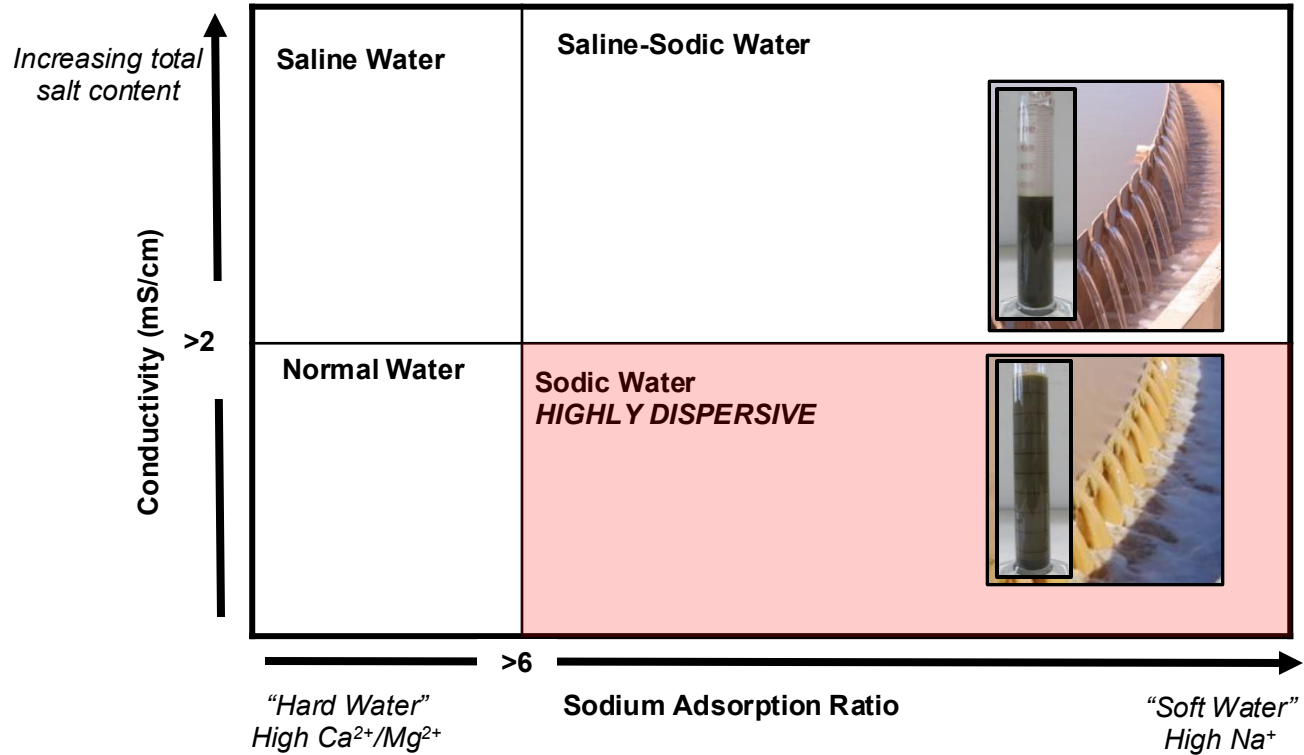 Increasing total
salt content
Saline Water
Saline-Sodic Water
Conductivity (mS/cm)
>2
Normal Water
Sodic Water
HIGHLY DISPERSIVE
>6
“Hard Water”
High Ca²⁺/Mg²⁺
Sodium Adsorption Ratio
“Soft Water”
High Na⁺